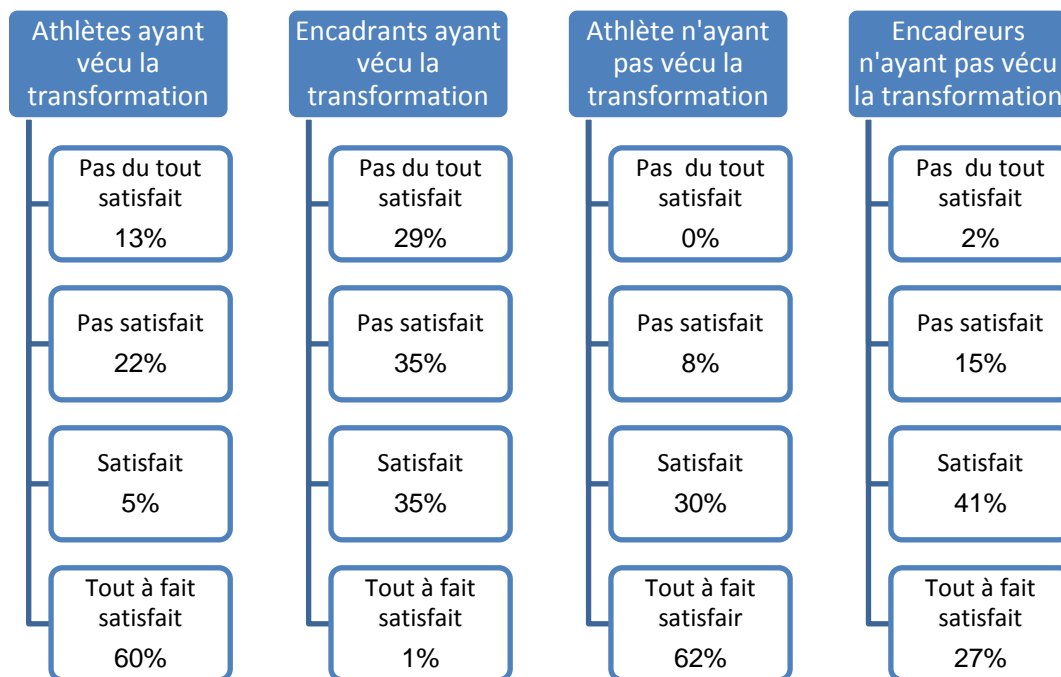 Athlètes ayant
vécu la
transformation
Pas du tout
satisfait
13%
Pas satisfait
22%
Satisfait
5%
Tout à fait
satisfait
60%
Encadrants ayant
vécu la
transformation
Pas du tout
satisfait
29%
Pas satisfait
35%
Satisfait
35%
Tout à fait
satisfait
1%
Athlète n'ayant
pas vécu la
transformation
Pas du tout
satisfait
0%
Pas satisfait
8%
Satisfait
30%
Tout à fait
satisfair
62%
Encadreurs
n'ayant pas vécu
la transformation
Pas du tout
satisfait
2%
Pas satisfait
15%
Satisfait
41%
Tout à fait
satisfait
27%